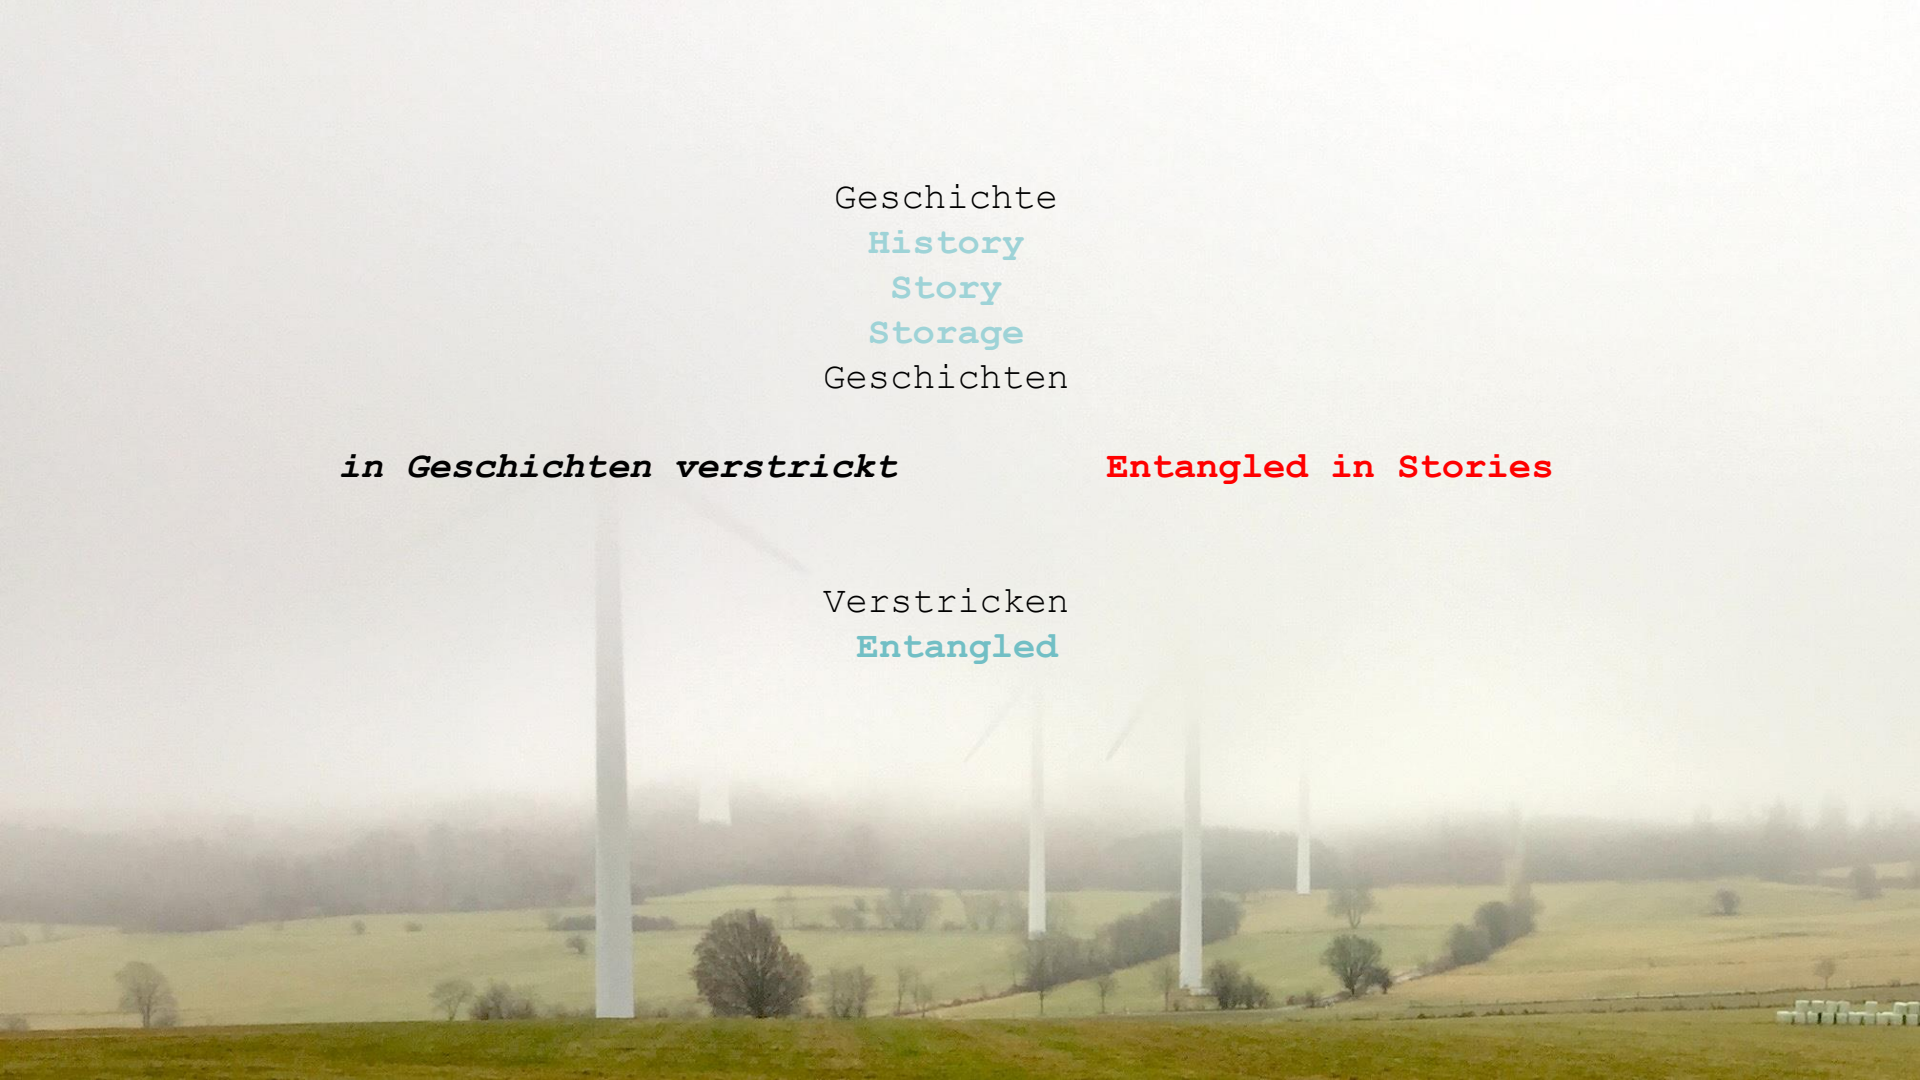 Geschichte
History
Story
Storage
Geschichten
in Geschichten verstrickt Entangled in Stories
Verstricken
Entangled